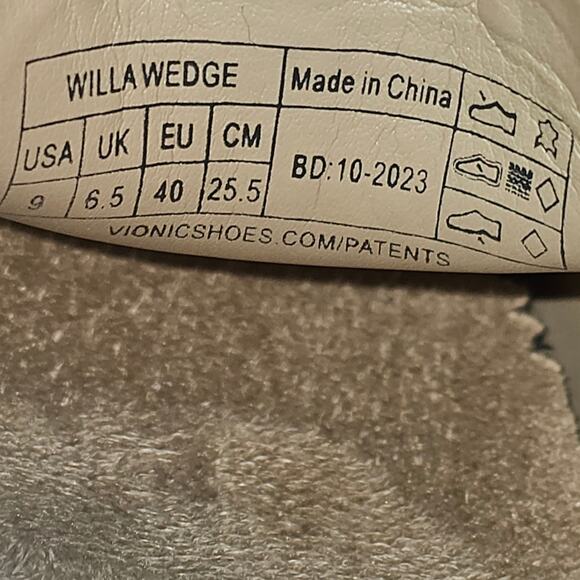 WILLA WEDGE Made in China
USA UK EU CM
BD:10-2023
9 6.5 40 25.5
VIONICSHOES.COM/PATENTS